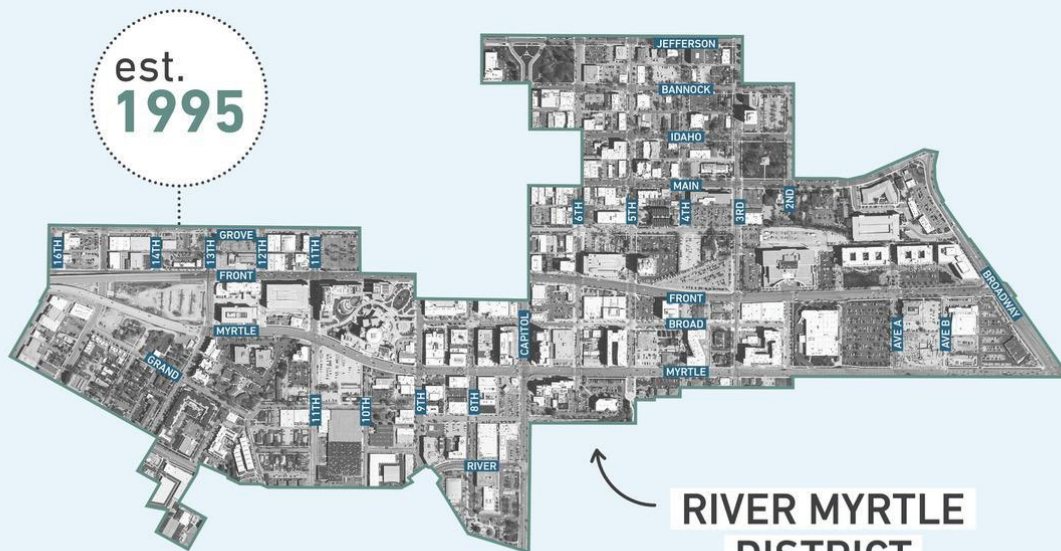 est.
1995
JEFFERSON
BANNOCK
IDAHO
MAIN
6TH
5TH
4TH
3RD
2ND
GROVE
16TH
14TH
13TH
12TH
11TH
FRONT
FRONT
BROADWAY
MYRTLE
BROAD
CAPITOL
AVE A
AVE B
GRAND
MYRTLE
11TH
10TH
9TH
8TH
RIVER
RIVER MYRTLE
DISTRICT